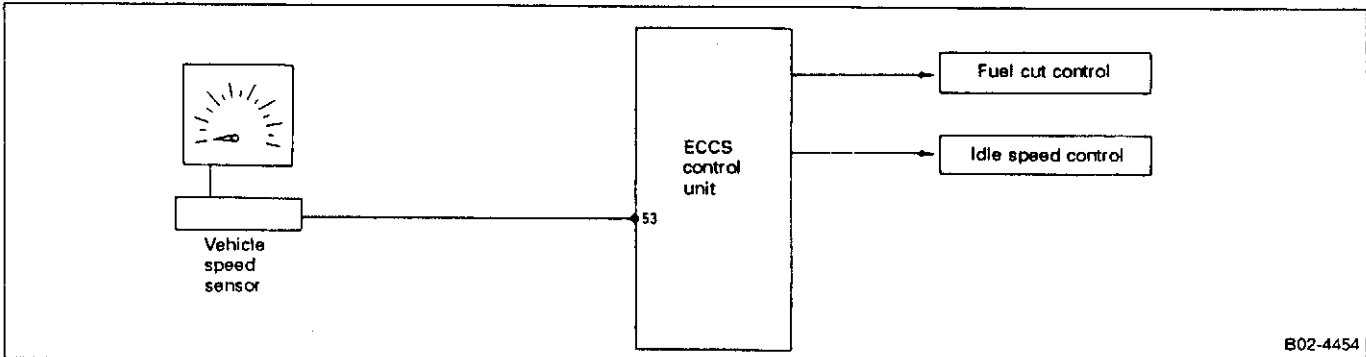 Fuel cut control
ECCS
control
unit
Idle speed control
53
Vehicle
speed
sensor
B02-4454